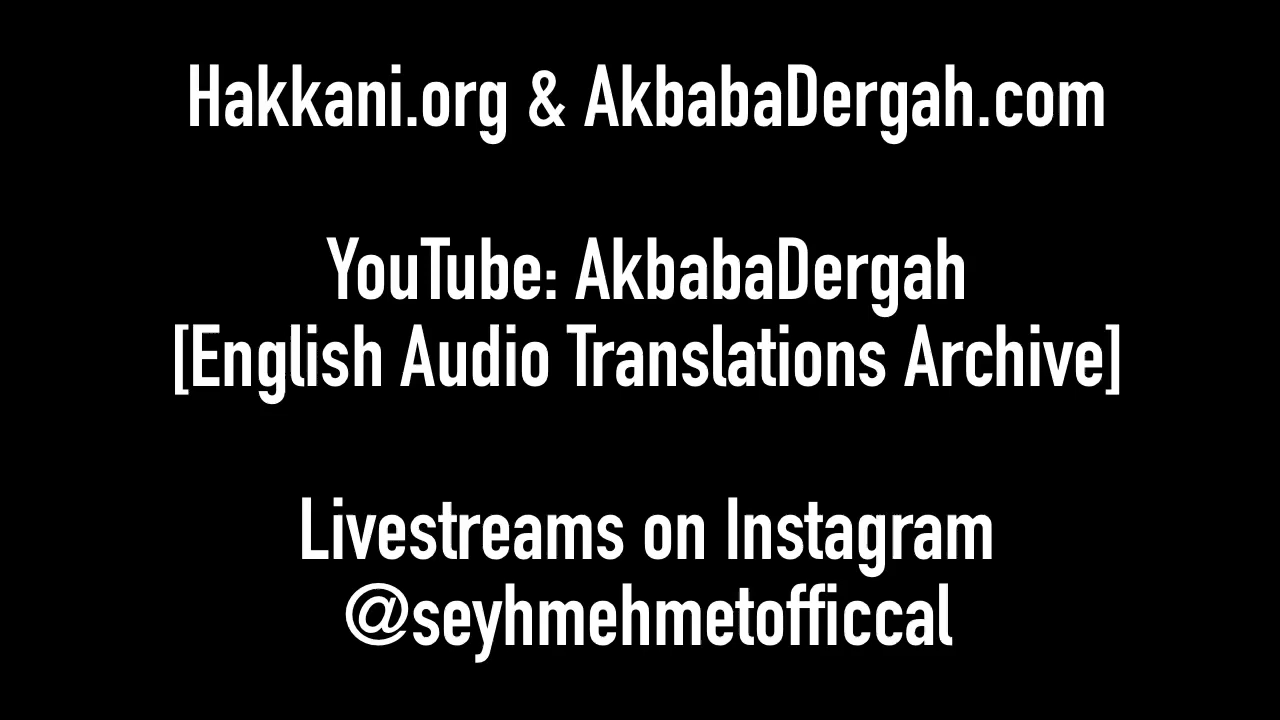 Hakkani.org & AkbabaDergah.com
YouTube: AkbabaDergah
[English Audio Translations Archive]
Livestreams on Instagram
@seyhmehmetofficcal